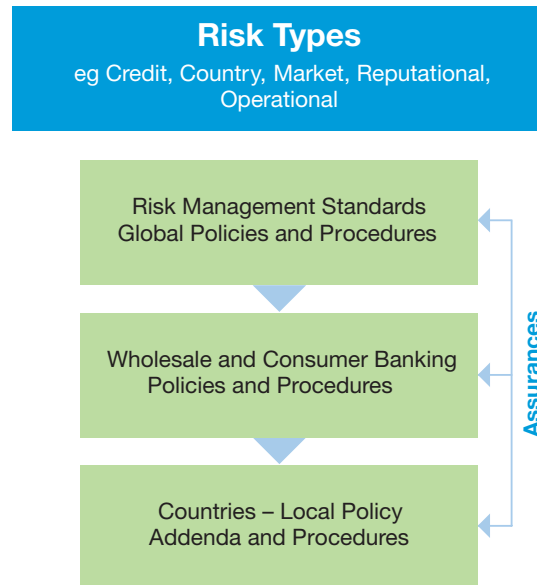 Risk Types
eg Credit, Country, Market, Reputational,
Operational
Risk Management Standards
Global Policies and Procedures
Wholesale and Consumer Banking
Policies and Procedures
Countries – Local Policy
Addenda and Procedures
Assurances